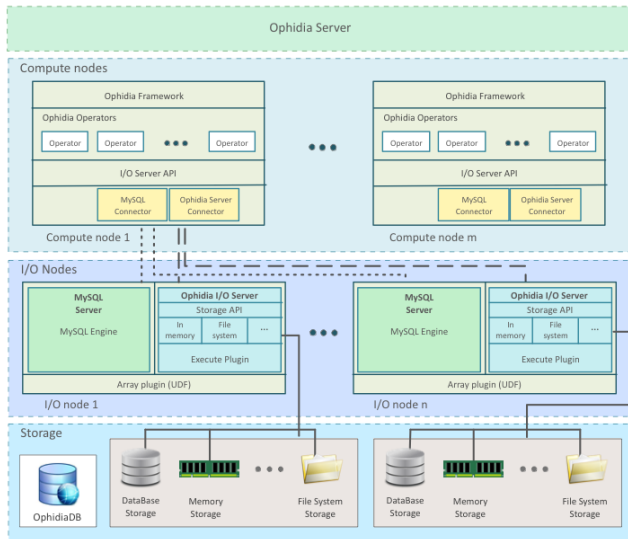 Ophidia Server
Compute nodes
Ophidia Framework
Ophidia Operators
Operator Operator ••• Operator
I/O Server API
MySQL Connector
Ophidia Server Connector
Compute node 1
•••
Ophidia Framework
Ophidia Operators
Operator Operator ••• Operator
I/O Server API
MySQL Connector
Ophidia Server Connector
Compute node m
I/O Nodes
MySQL
Server
MySQL Engine
Ophidia I/O Server
Storage API
In memory
File system
...
Execute Plugin
Array plugin (UDF)
I/O node 1
•••
MySQL
Server
MySQL Engine
Ophidia I/O Server
Storage API
In memory
File system
...
Execute Plugin
Array plugin (UDF)
I/O node n
Storage
OphidiaDB
DataBase
Storage
Memory
Storage
•••
File System
Storage
DataBase
Storage
Memory
Storage
•••
File System
Storage